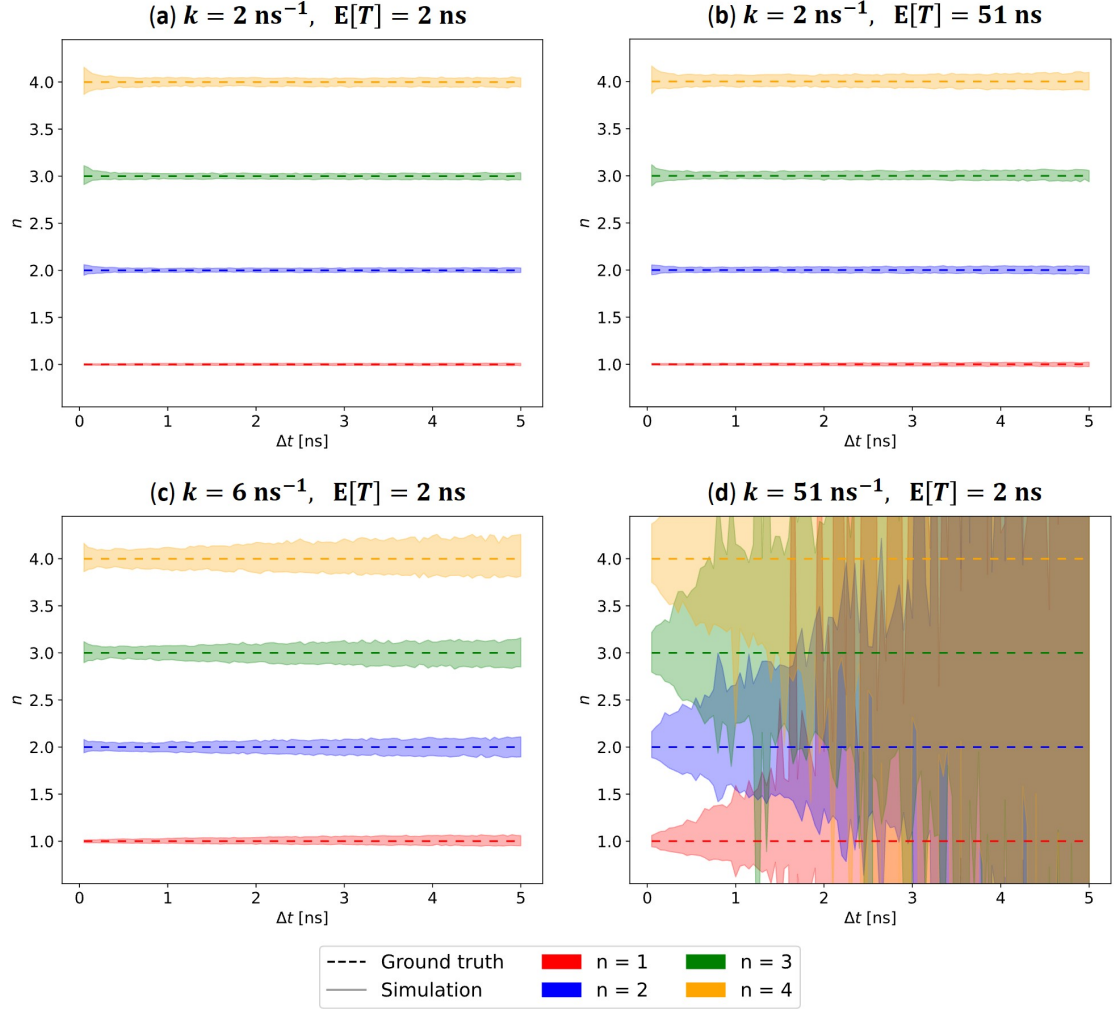 (a) k = 2 ns⁻¹, E[T] = 2 ns
4.0
3.5
3.0
2.5
2.0
1.5
1.0
n
0 1 2 3 4 5
Δt [ns]
(b) k = 2 ns⁻¹, E[T] = 51 ns
4.0
3.5
3.0
2.5
2.0
1.5
1.0
n
0 1 2 3 4 5
Δt [ns]
(c) k = 6 ns⁻¹, E[T] = 2 ns
4.0
3.5
3.0
2.5
2.0
1.5
1.0
n
0 1 2 3 4 5
Δt [ns]
(d) k = 51 ns⁻¹, E[T] = 2 ns
4.0
3.5
3.0
2.5
2.0
1.5
1.0
n
0 1 2 3 4 5
Δt [ns]
Ground truth
Simulation
n = 1
n = 2
n = 3
n = 4